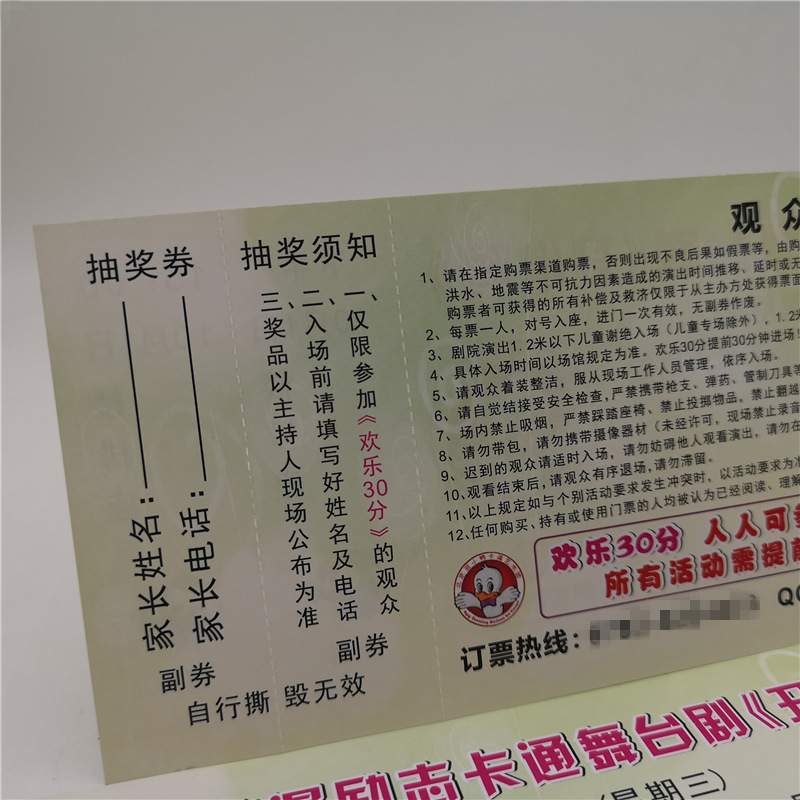 抽奖券
家长姓名:
家长电话:
副券
抽奖须知
一、仅限参加《欢乐30分》的观众
二、入场前请填写好姓名及电话
三、奖品以主持人现场公布为准
副券
自行撕 毁无效
观众
1、请在指定购票渠道购票,否则出现不良后果如假票等,由购
洪水、地震等不可抗力因素造成的演出时间推移、延时或无
购票者可获得的所有补偿及救济仅限于从主办方处获得票面
2、每票一人,对号入座,进门一次有效,无副券作废。
3、剧院演出1.2米以下儿童谢绝入场(儿童专场除外),1.2米
4、具体入场时间以场馆规定为准。欢乐30分提前30分钟进场!
5、请观众着装整洁,服从现场工作人员管理,依序入场。
6、请自觉结接受安全检查,严禁携带枪支、弹药、管制刀具等
7、场内禁止吸烟,严禁踩踏座椅、禁止投掷物品,禁止翻越
8、请勿带包,请勿携带摄像器材(未经许可,现场禁止录音
9、迟到的观众请适时入场,请勿妨碍他人观看演出,请勿在
10、观看结束后,请观众有序退场,请勿滞留。
11、以上规定如与个别活动要求发生冲突时,以活动要求为准
12、任何购买、持有或使用门票的人均被认为已经阅读、理解
欢乐30分 人人可参
所有活动需提前
订票热线:
励志卡通舞台剧《
(星期三)